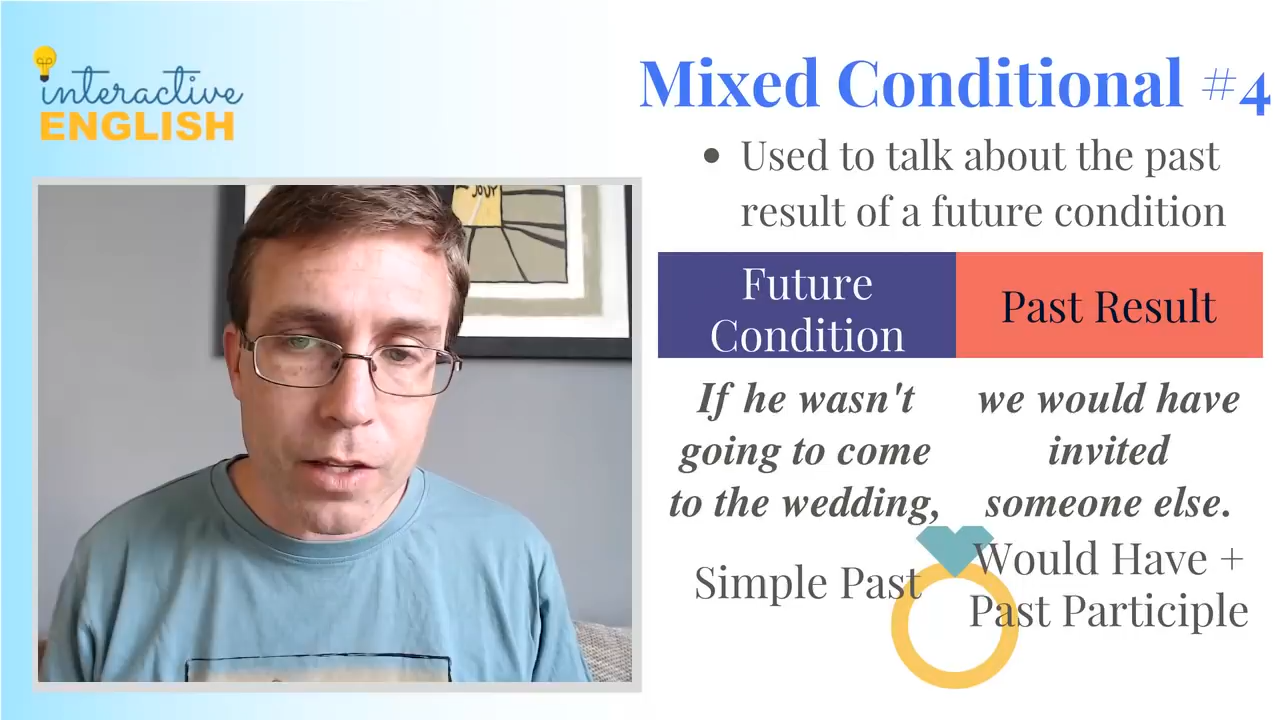 interactive
ENGLISH
Mixed Conditional #4
• Used to talk about the past
result of a future condition
Future
Condition
Past Result
If he wasn't
going to come
to the wedding,
we would have
invited
someone else.
Simple Past
Would Have +
Past Participle